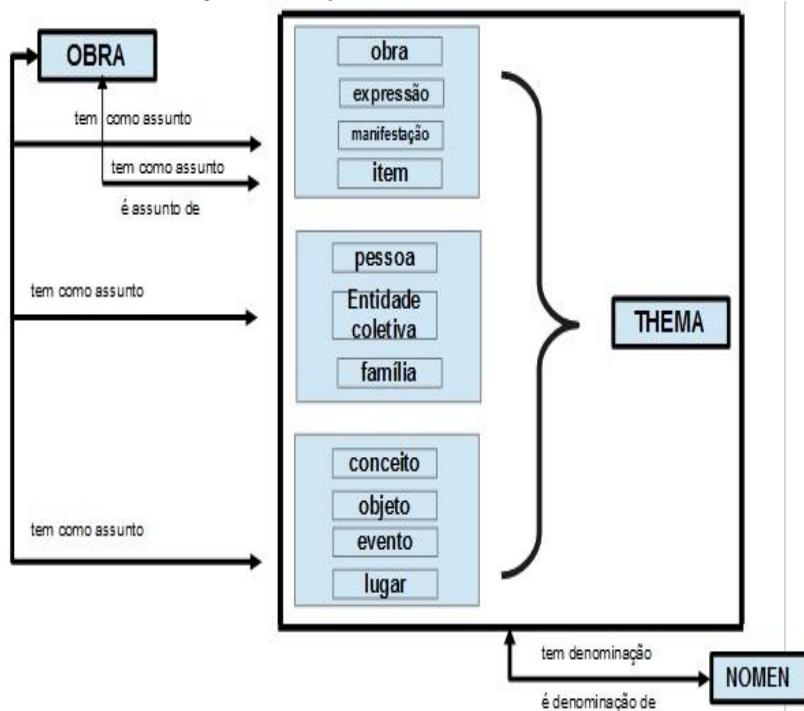 OBRA
tem como assunto
tem como assunto
é assunto de
tem como assunto
tem como assunto
obra
expressão
manifestação
item
pessoa
Entidade
coletiva
família
conceito
objeto
evento
lugar
THEMA
tem denominação
é denominação de
NOMEN